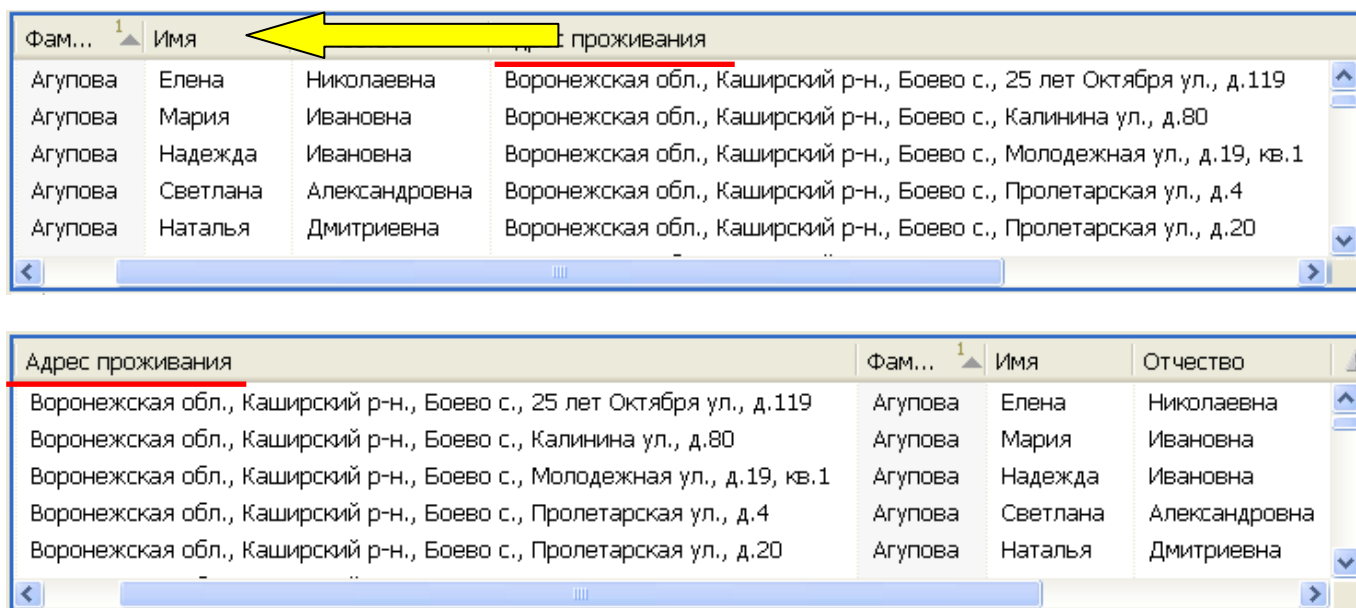 Фам... 1 Имя проживания
Агупова Елена Николаевна Воронежская обл., Каширский р-н., Боево с., 25 лет Октября ул., д.119
Агупова Мария Ивановна Воронежская обл., Каширский р-н., Боево с., Калинина ул., д.80
Агупова Надежда Ивановна Воронежская обл., Каширский р-н., Боево с., Молодежная ул., д.19, кв.1
Агупова Светлана Александровна Воронежская обл., Каширский р-н., Боево с., Пролетарская ул., д.4
Агупова Наталья Дмитриевна Воронежская обл., Каширский р-н., Боево с., Пролетарская ул., д.20
Адрес проживания Фам... 1 Имя Отчество
Воронежская обл., Каширский р-н., Боево с., 25 лет Октября ул., д.119 Агупова Елена Николаевна
Воронежская обл., Каширский р-н., Боево с., Калинина ул., д.80 Агупова Мария Ивановна
Воронежская обл., Каширский р-н., Боево с., Молодежная ул., д.19, кв.1 Агупова Надежда Ивановна
Воронежская обл., Каширский р-н., Боево с., Пролетарская ул., д.4 Агупова Светлана Александровна
Воронежская обл., Каширский р-н., Боево с., Пролетарская ул., д.20 Агупова Наталья Дмитриевна